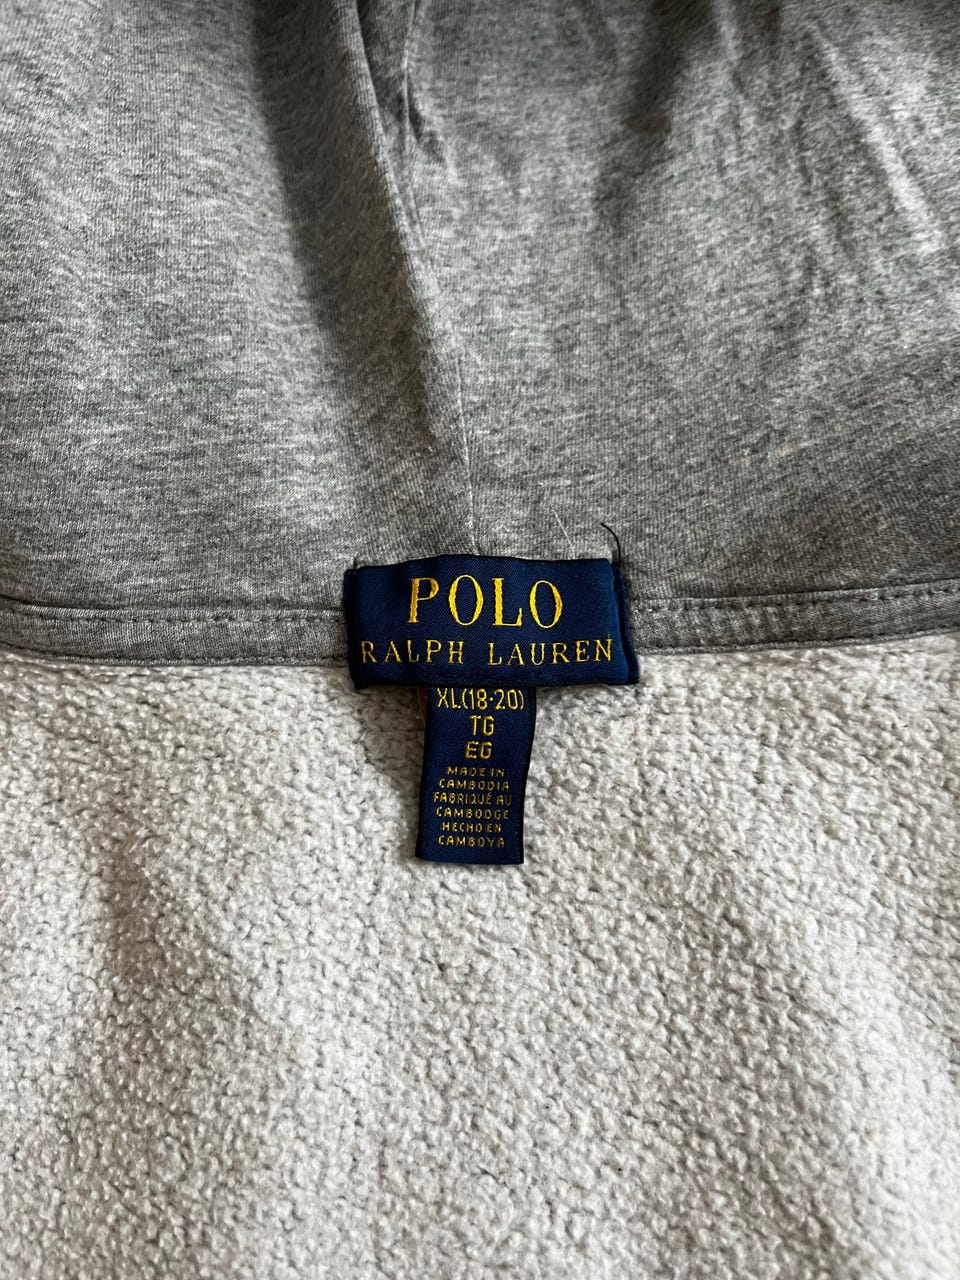 POLO
RALPH LAUREN
XL(18-20)
TG
EG
MADE IN
CAMBODIA
FABRIQUÉ AU
CAMBODGE
HECHO EN
CAMBOYA